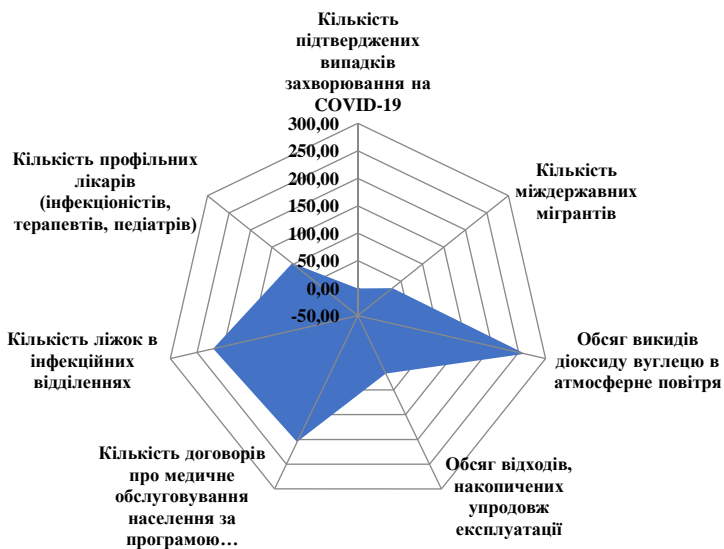 Кількість
підтверджених
випадків
захворювання на
COVID-19
300,00
250,00
200,00
150,00
100,00
50,00
0,00
-50,00
Кількість
міждержавних
мігрантів
Обсяг викидів
діоксиду вуглецю в
атмосферне повітря
Обсяг відходів,
накопичених
упродовж
експлуатації
Кількість договорів
про медичне
обслуговування
населення за
програмою…
Кількість ліжок в
інфекційних
відділеннях
Кількість профільних
лікарів
(інфекціоністів,
терапевтів, педіатрів)